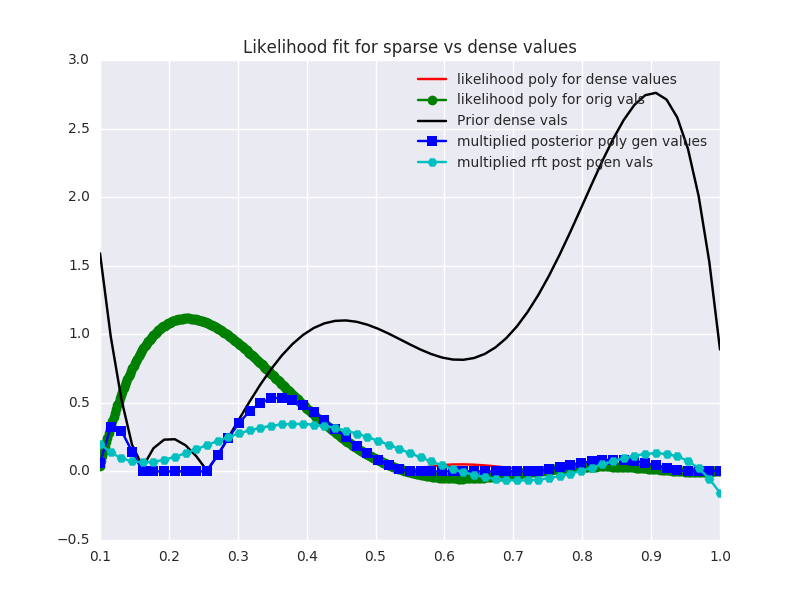 Likelihood fit for sparse vs dense values
3.0
2.5
2.0
1.5
1.0
0.5
0.0
−0.5
likelihood poly for dense values
likelihood poly for orig vals
Prior dense vals
multiplied posterior poly gen values
multiplied rft post pgen vals
0.1 0.2 0.3 0.4 0.5 0.6 0.7 0.8 0.9 1.0